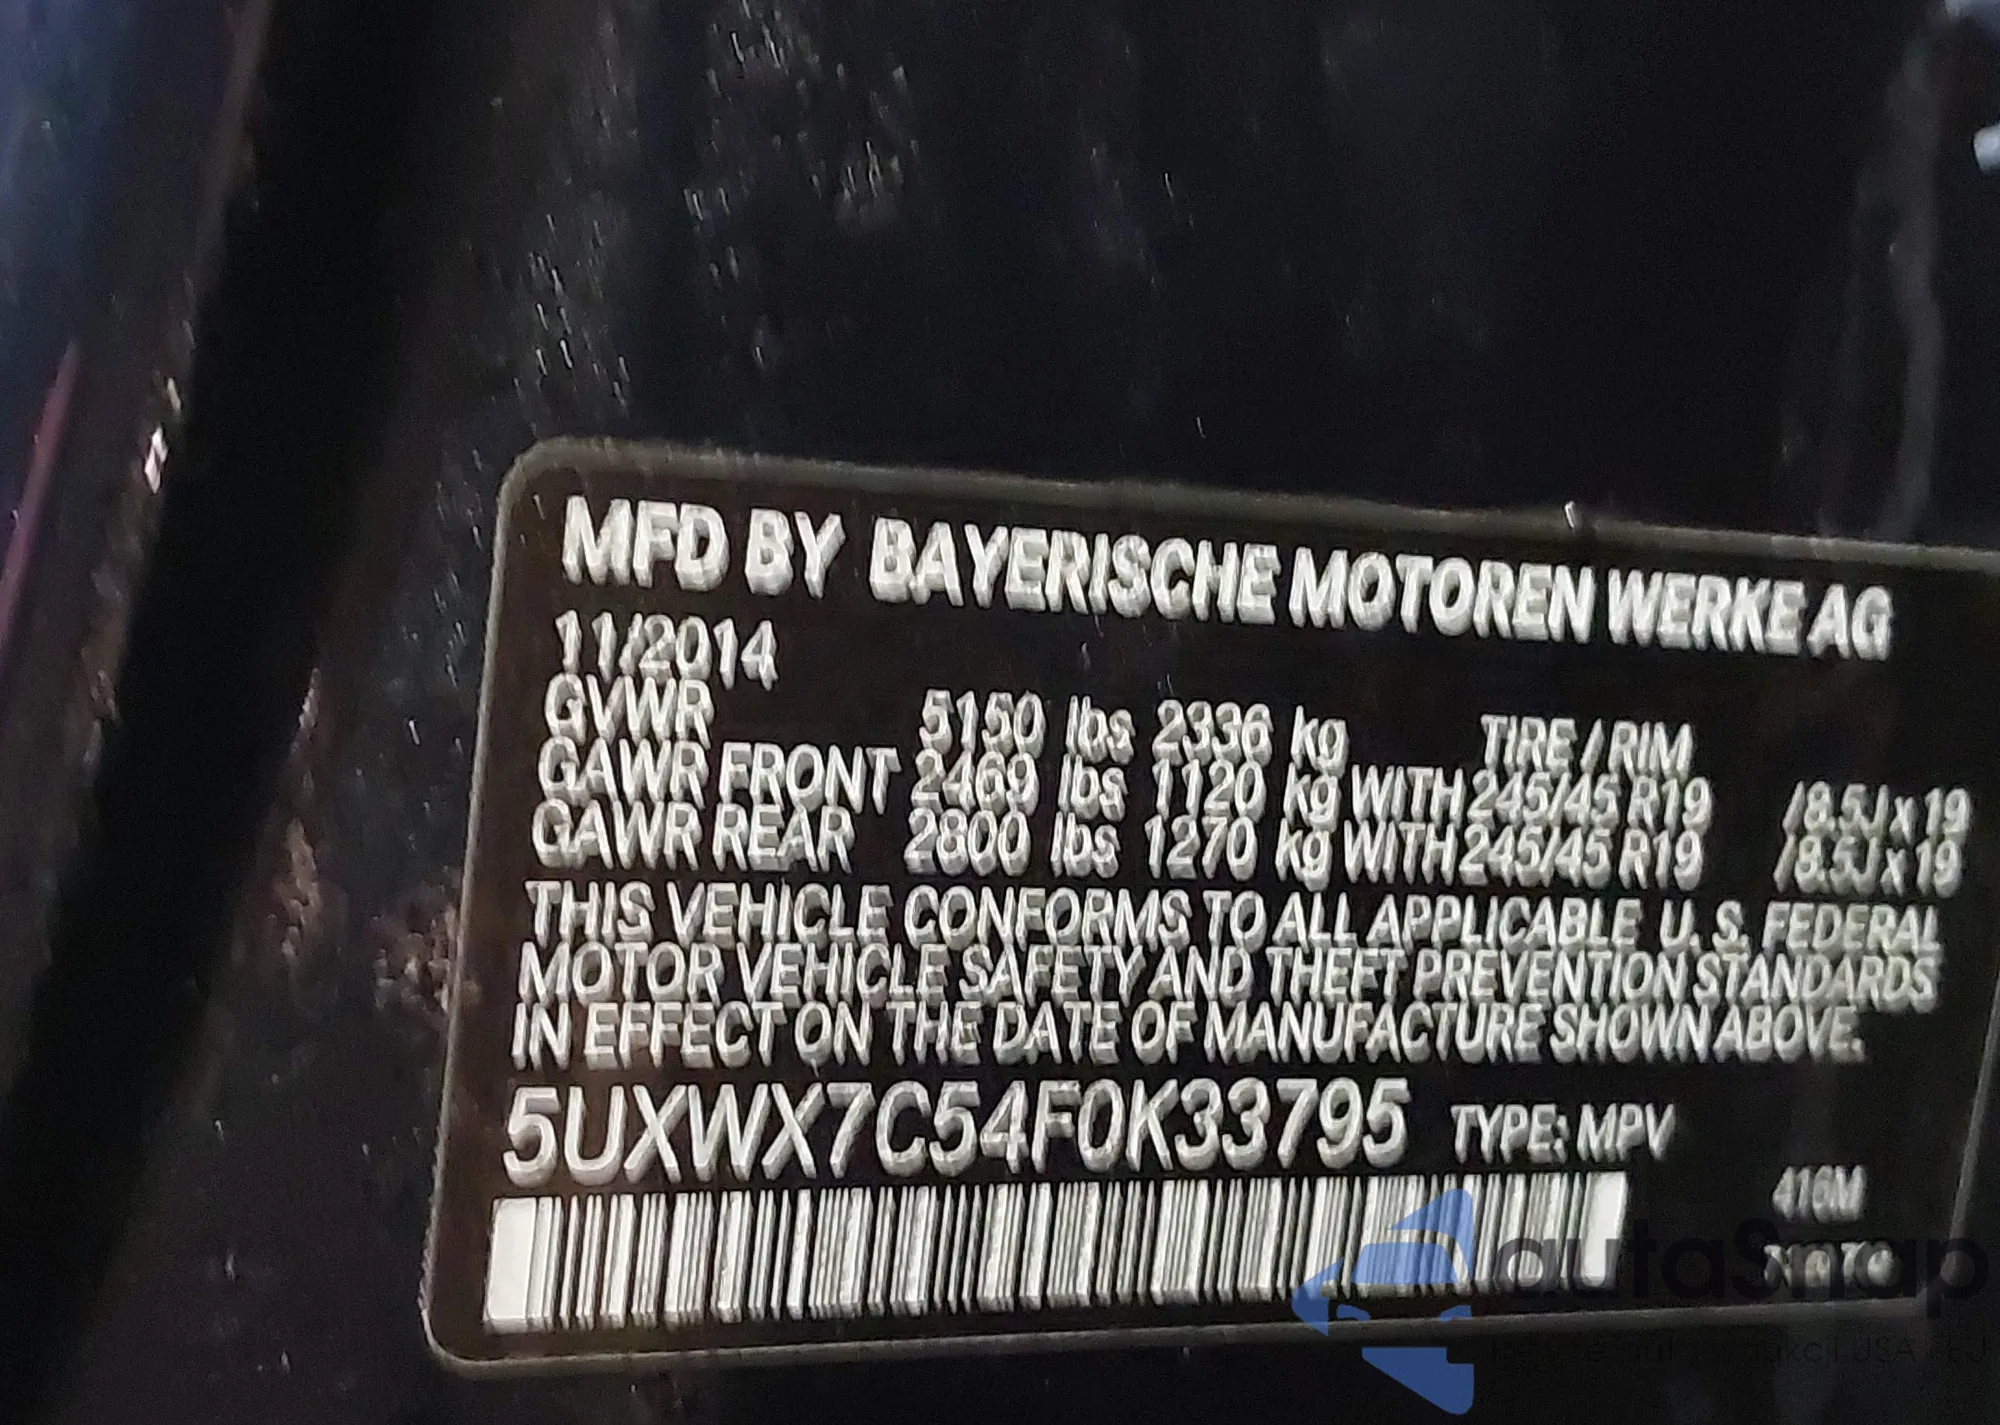 MFD BY BAYERISCHE MOTOREN WERKE AG
11/2014
GVWR 5150 lbs 2336 kg TIRE / RIM
GAWR FRONT 2469 lbs 1120 kg WITH 245/45 R19 /8.5J x 19
GAWR REAR 2800 lbs 1270 kg WITH 245/45 R19 /8.5J x 19
THIS VEHICLE CONFORMS TO ALL APPLICABLE U. S. FEDERAL
MOTOR VEHICLE SAFETY AND THEFT PREVENTION STANDARDS
IN EFFECT ON THE DATE OF MANUFACTURE SHOWN ABOVE.
5UXWX7C54F0K33795 TYPE: MPV
416M
autaSnap
USA